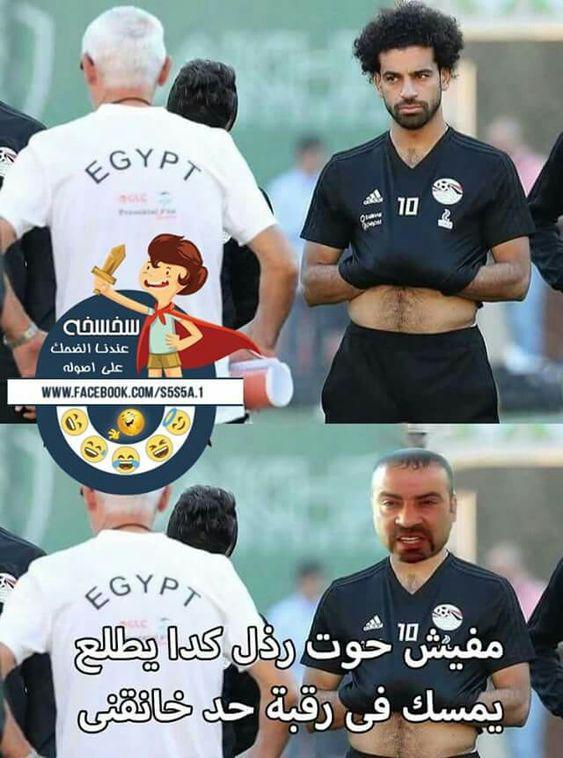 EGYPT
10
سخسخه
عندنا الضحك
على اصوله
WWW.FACEBOOK.COM/S5S5A.1
EGYPT
10
مفيش حوت رذل كدا يطلع
يمسك فى رقبة حد خانقنى